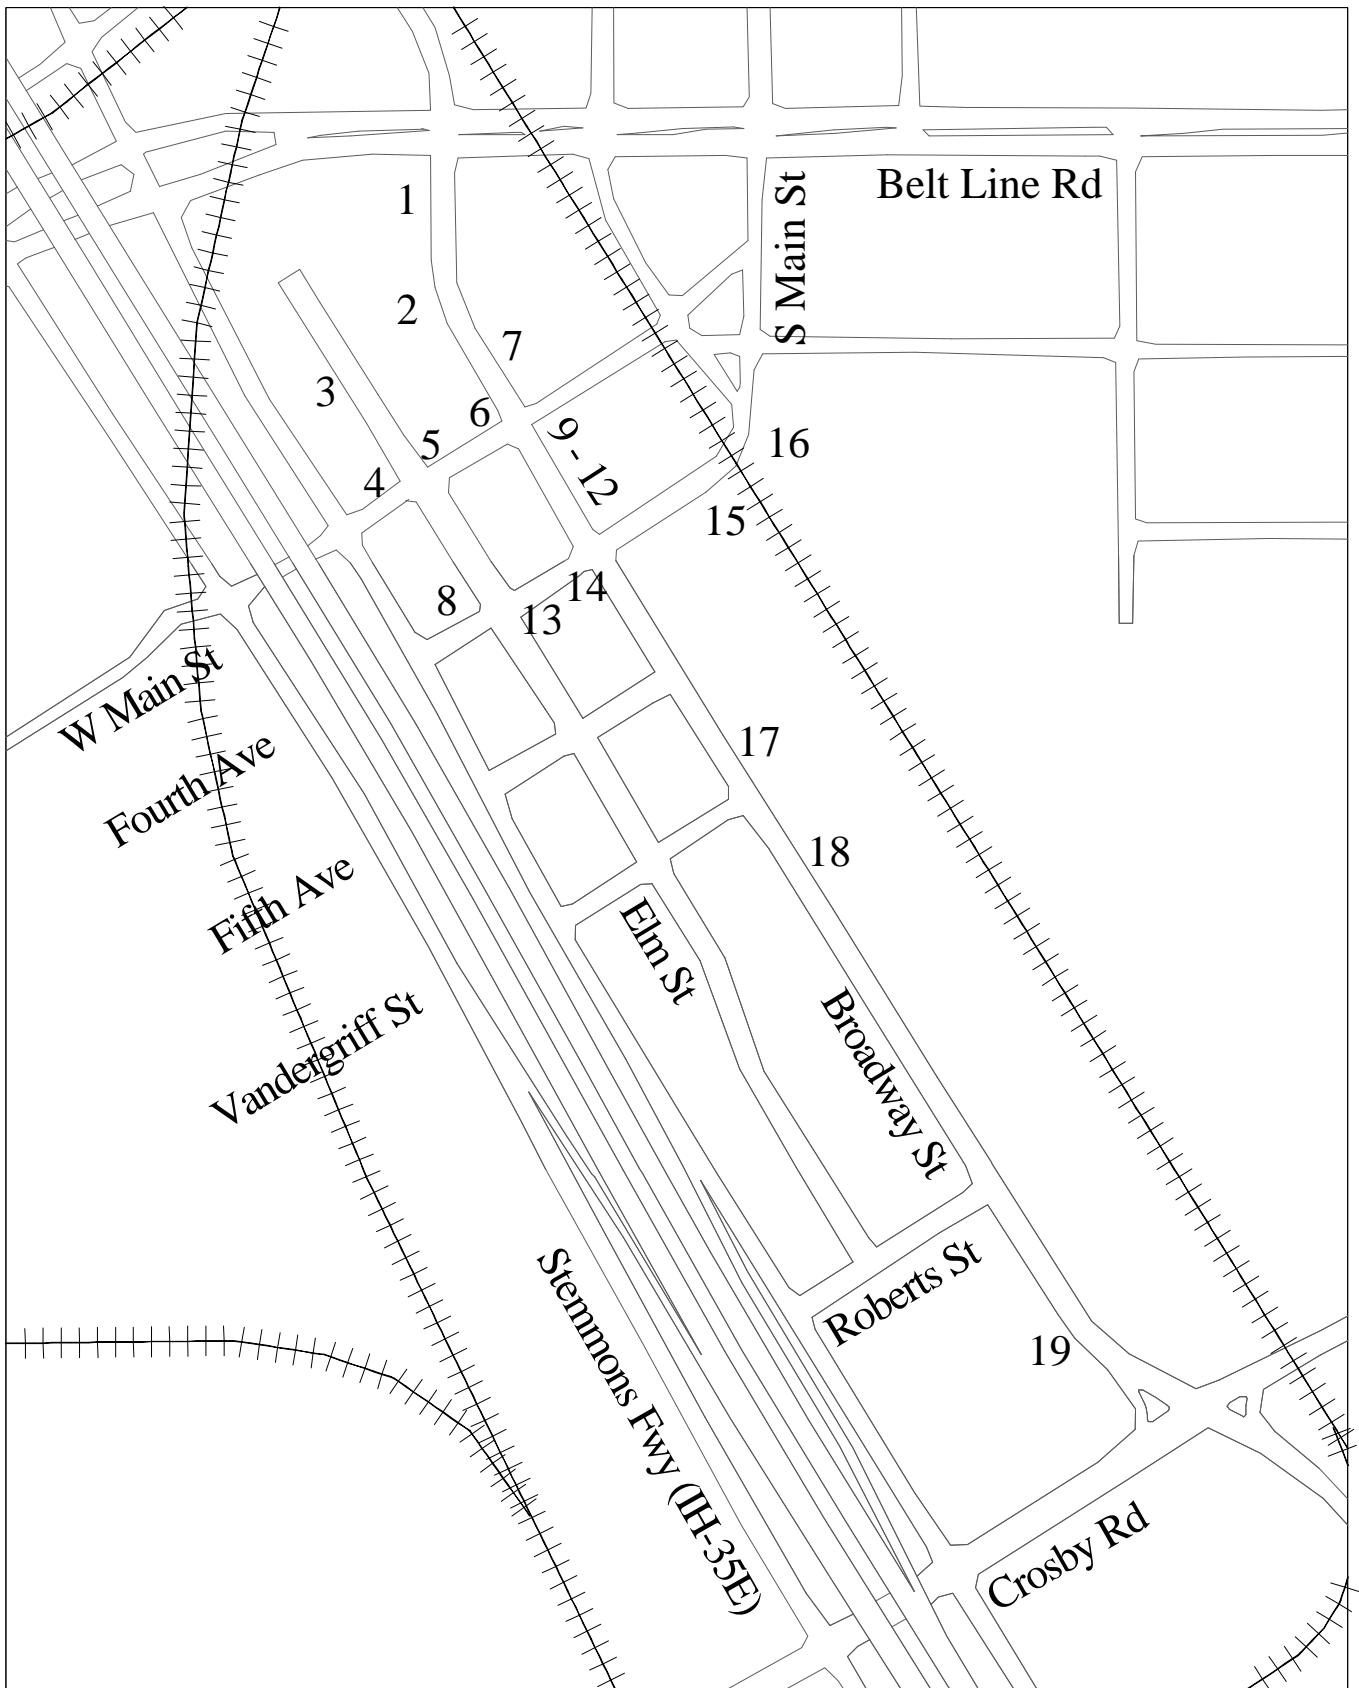 1
Belt Line Rd
S Main St
2
7
3
6
5
9 - 12
16
4
15
14
8
13
W Main St
17
Fourth Ave
18
Fifth Ave
Elm St
Vandergriff St
Broadway St
Roberts St
Stemmons Fwy (IH-35E)
19
Crosby Rd